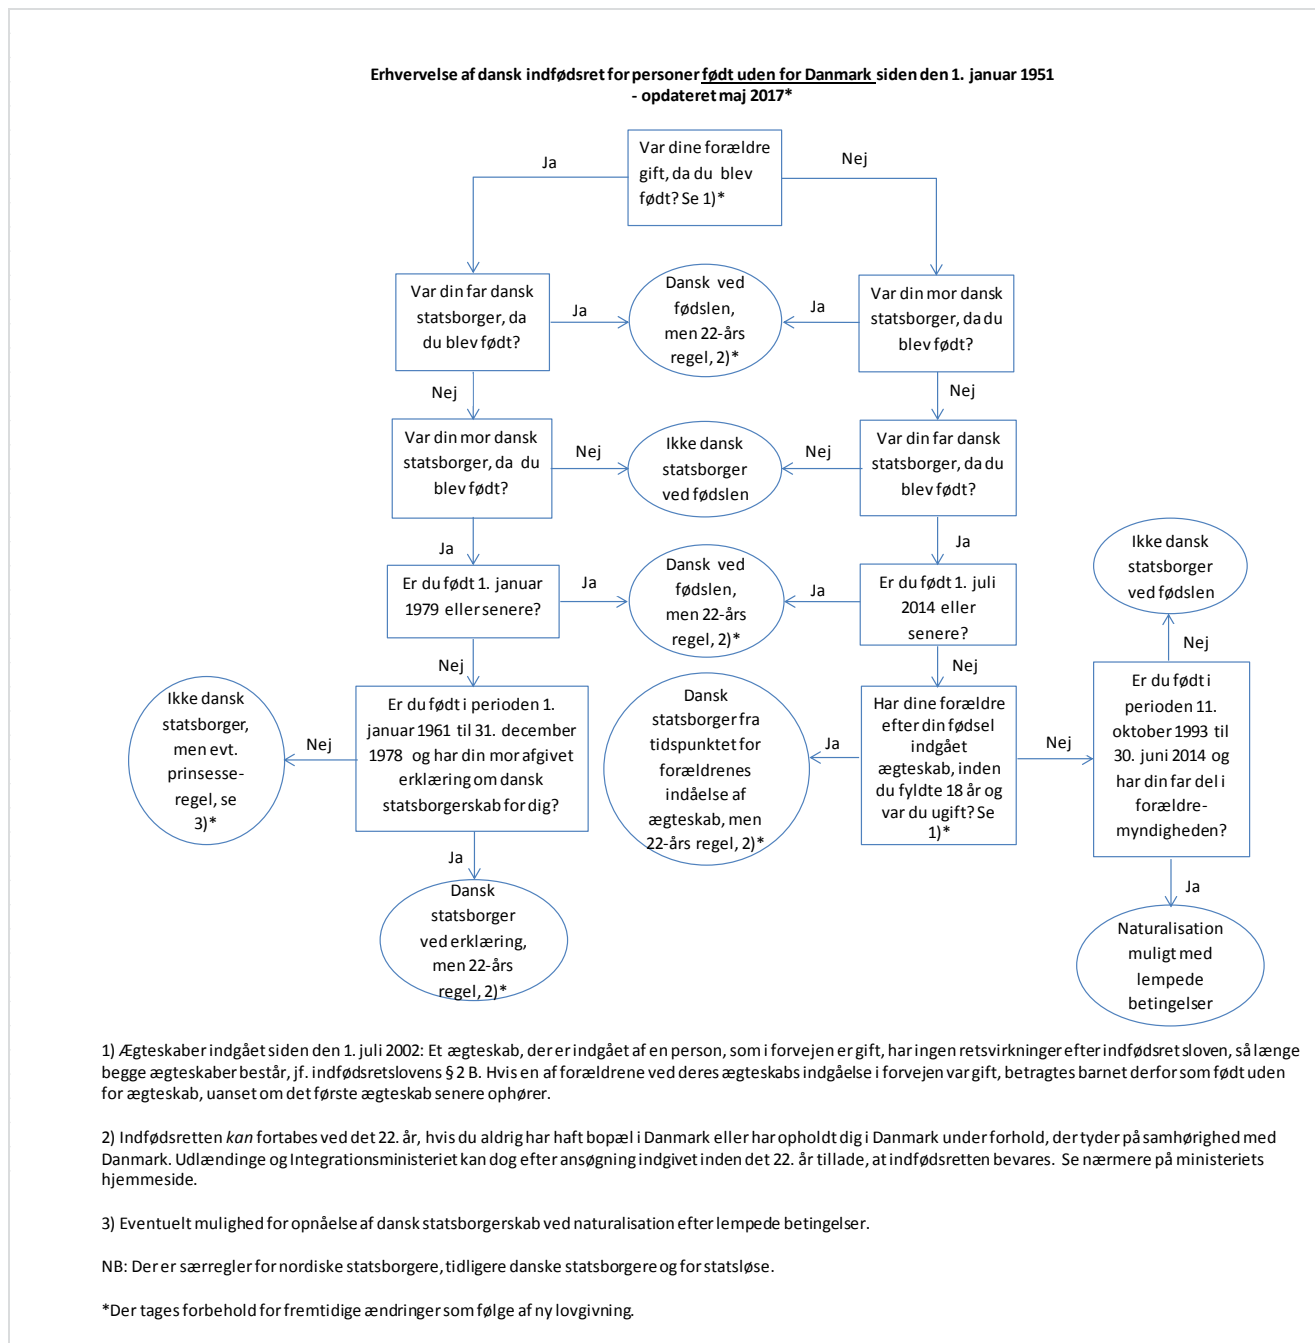 Erhvervelse af dansk indfødsret for personer født uden for Danmark siden den 1. januar 1951
- opdateret maj 2017*
Var dine forældre
gift, da du blev
født? Se 1)*
Ja
Nej
Var din far dansk
statsborger, da
du blev født?
Ja
Dansk ved
fødslen,
men 22-års
regel, 2)*
Ja
Var din mor dansk
statsborger, da du
blev født?
Nej
Nej
Var din mor dansk
statsborger, da du
blev født?
Nej
Ikke dansk
statsborger
ved fødslen
Nej
Var din far dansk
statsborger, da du
blev født?
Ja
Ja
Er du født 1. januar
1979 eller senere?
Ja
Dansk ved
fødslen,
men 22-års
regel, 2)*
Ja
Er du født 1. juli
2014 eller
senere?
Ikke dansk
statsborger
ved fødslen
Nej
Nej
Nej
Ikke dansk
statsborger,
men evt.
prinsesse-
regel, se
3)*
Nej
Er du født i perioden 1.
januar 1961 til 31. december
1978 og har din mor afgivet
erklæring om dansk
statsborgerskab for dig?
Dansk
statsborger fra
tidspunktet for
forældrenes
indåelse af
ægteskab, men
22-års regel, 2)*
Ja
Har dine forældre
efter din fødsel
indgået
ægteskab, inden
du fyldte 18 år og
var du ugift? Se
1)*
Nej
Er du født i
perioden 11.
oktober 1993 til
30. juni 2014 og
har din far del i
forældre-
myndigheden?
Ja
Ja
Dansk
statsborger
ved erklæring,
men 22-års
regel, 2)*
Naturalisation
muligt med
lempede
betingelser
1) Ægteskaber indgået siden den 1. juli 2002: Et ægteskab, der er indgået af en person, som i forvejen er gift, har ingen retsvirkninger efter indfødsretsloven, så længe
begge ægteskaber består, jf. indfødsretslovens § 2 B. Hvis en af forældrene ved deres ægteskabs indgåelse i forvejen var gift, betragtes barnet derfor som født uden
for ægteskab, uanset om det første ægteskab senere ophører.
2) Indfødsretten kan fortabes ved det 22. år, hvis du aldrig har haft bopæl i Danmark eller har opholdt dig i Danmark under forhold, der tyder på samhørighed med
Danmark. Udlændinge og Integrationsministeriet kan dog efter ansøgning indgivet inden det 22. år tillade, at indfødsretten bevares. Se nærmere på ministeriets
hjemmeside.
3) Eventuelt mulighed for opnåelse af dansk statsborgerskab ved naturalisation efter lempede betingelser.
NB: Der er særregler for nordiske statsborgere, tidligere danske statsborgere og for statsløse.
*Der tages forbehold for fremtidige ændringer som følge af ny lovgivning.